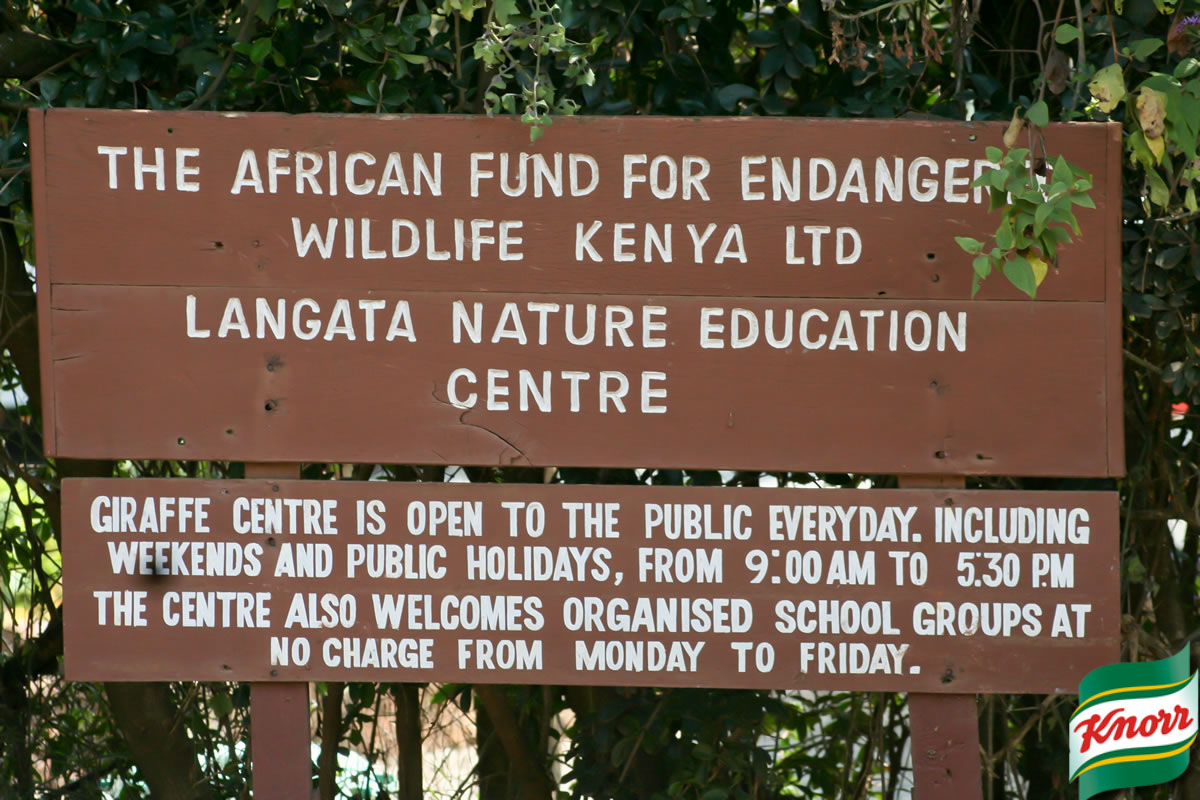 THE AFRICAN FUND FOR ENDANGER
WILDLIFE KENYA LTD
LANGATA NATURE EDUCATION
CENTRE
GIRAFFE CENTRE IS OPEN TO THE PUBLIC EVERYDAY. INCLUDING
WEEKENDS AND PUBLIC HOLIDAYS, FROM 9:00 AM TO 5:30 P.M
THE CENTRE ALSO WELCOMES ORGANISED SCHOOL GROUPS AT
NO CHARGE FROM MONDAY TO FRIDAY.
Knorr